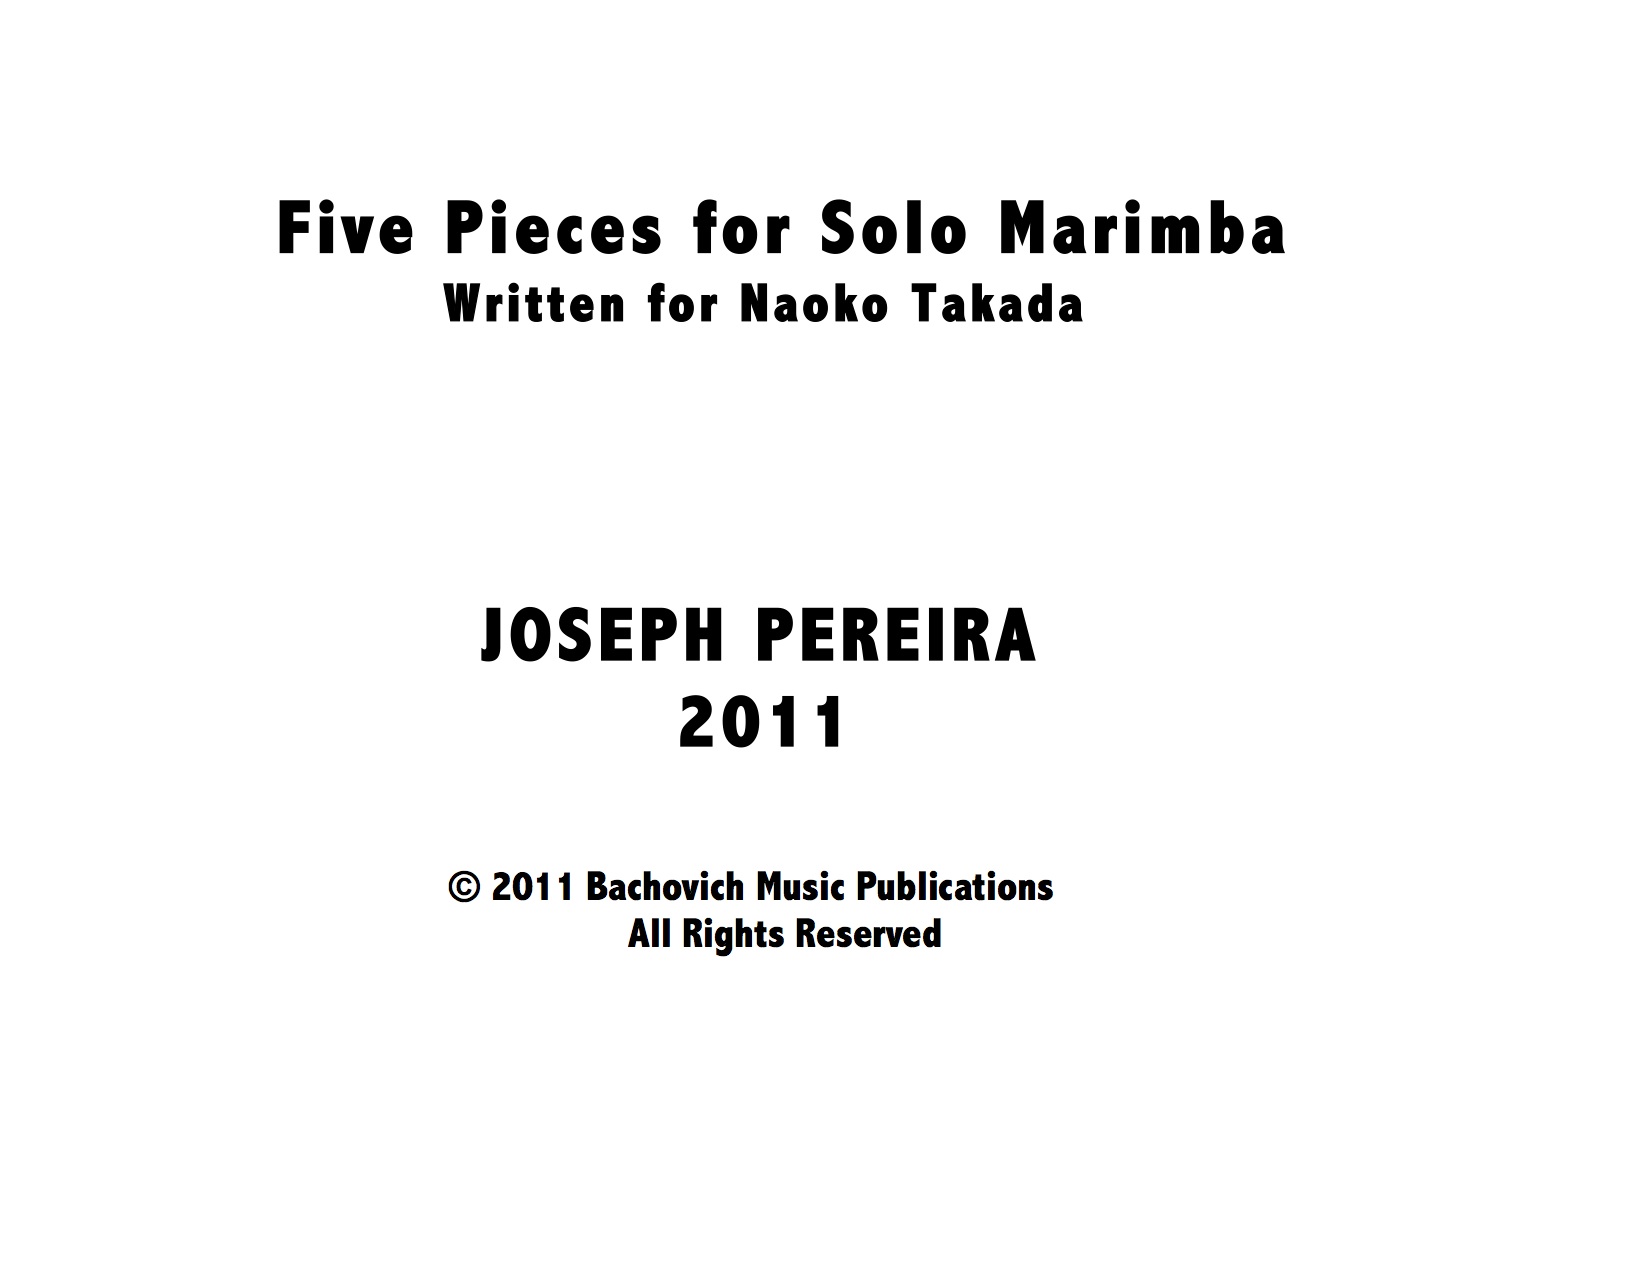 Five Pieces for Solo Marimba
Written for Naoko Takada
JOSEPH PEREIRA
2011
© 2011 Bachovich Music Publications
All Rights Reserved